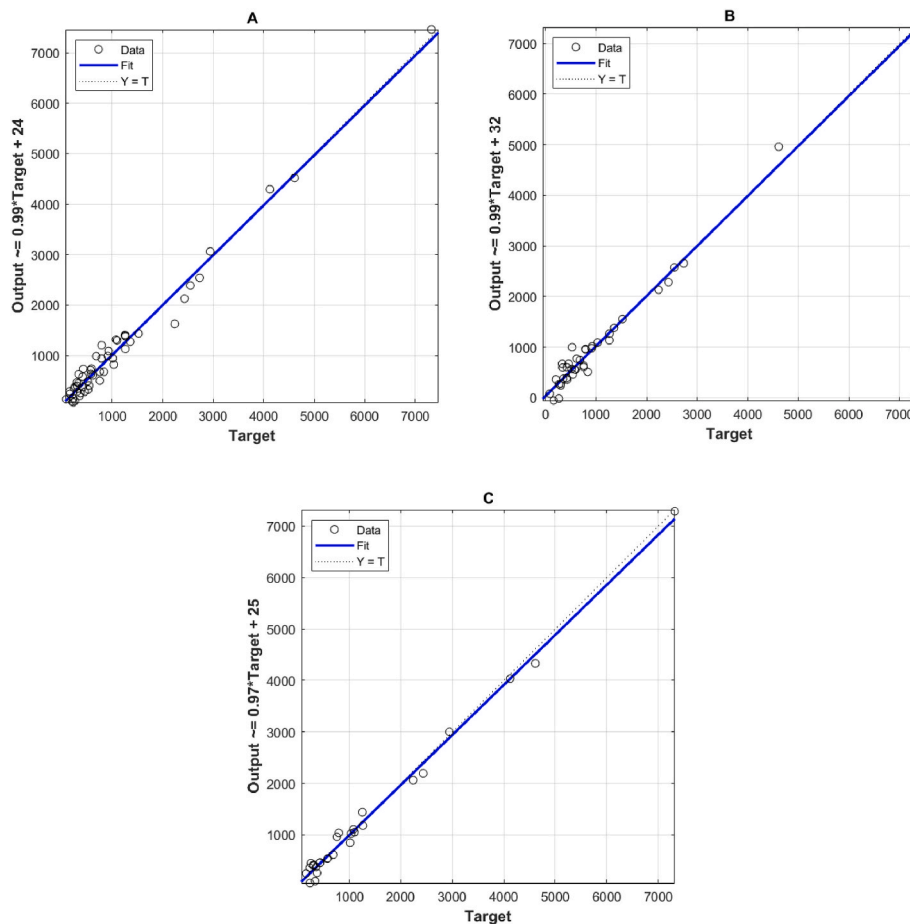 A
Output ~= 0.99*Target + 24
7000
6000
5000
4000
3000
2000
1000
Data
Fit
Y = T
1000 2000 3000 4000 5000 6000 7000
Target
B
Output ~= 0.99*Target + 32
7000
6000
5000
4000
3000
2000
1000
0
Data
Fit
Y = T
0 1000 2000 3000 4000 5000 6000 7000
Target
C
Output ~= 0.97*Target + 25
7000
6000
5000
4000
3000
2000
1000
Data
Fit
Y = T
1000 2000 3000 4000 5000 6000 7000
Target